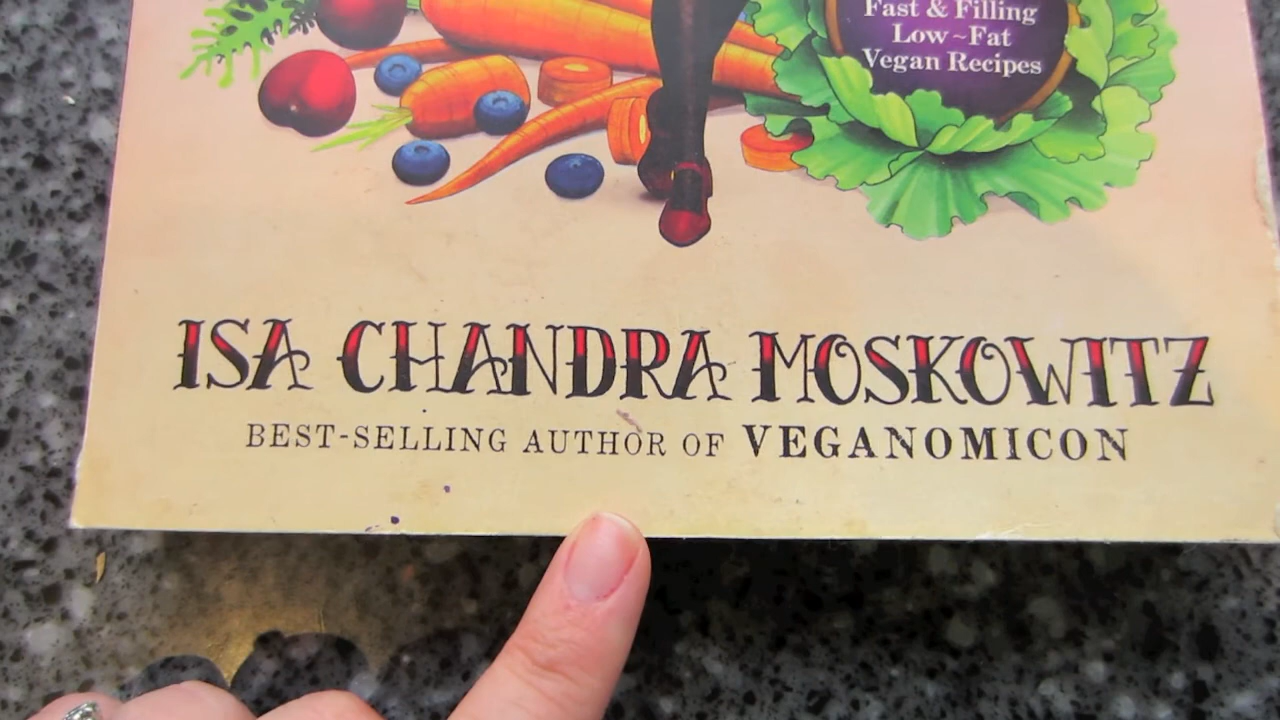 Fast & Filling
Low~Fat
Vegan Recipes
ISA CHANDRA MOSKOWITZ
BEST-SELLING AUTHOR OF VEGANOMICON